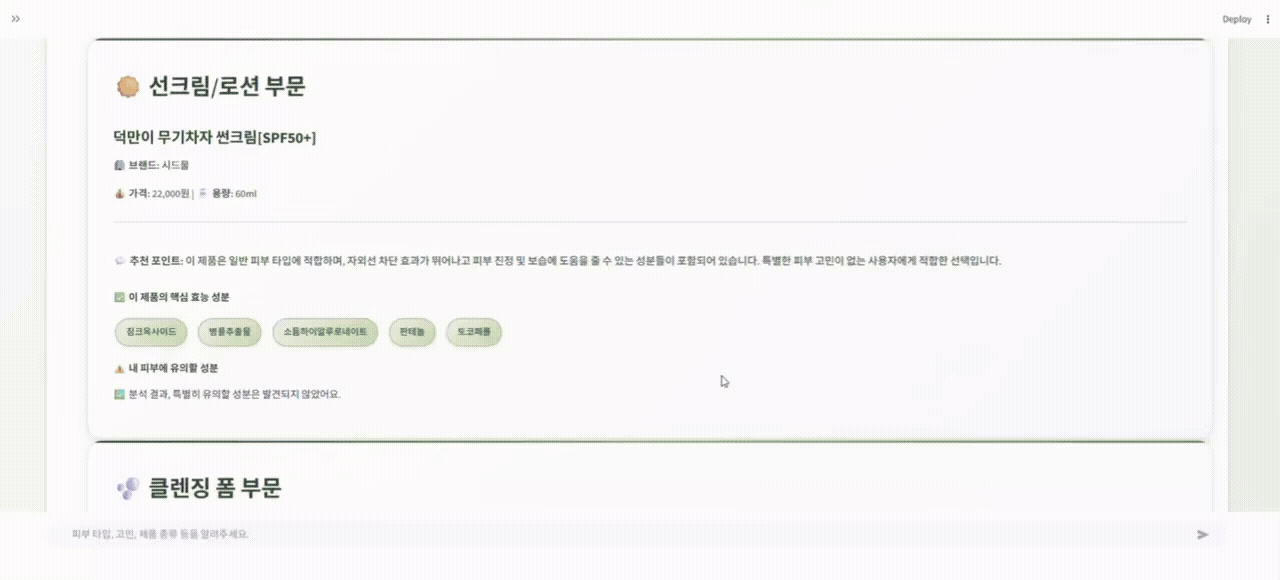 Deploy
선크림/로션 부문
덕만이 무기차자 썬크림[SPF50+]
브랜드: 시드물
가격: 22,000원 | 용량: 60ml
추천 포인트: 이 제품은 일반 피부 타입에 적합하며, 자외선 차단 효과가 뛰어나고 피부 진정 및 보습에 도움을 줄 수 있는 성분들이 포함되어 있습니다. 특별한 피부 고민이 없는 사용자에게 적합한 선택입니다.
이 제품의 핵심 효능 성분
징크옥사이드 병풀추출물 소듐하이알루로네이트 판테놀 토코페롤
내 피부에 유의할 성분
분석 결과, 특별히 유의할 성분은 발견되지 않았어요.
클렌징 폼 부문
피부 타입, 고민, 제품 종류 등을 알려주세요.